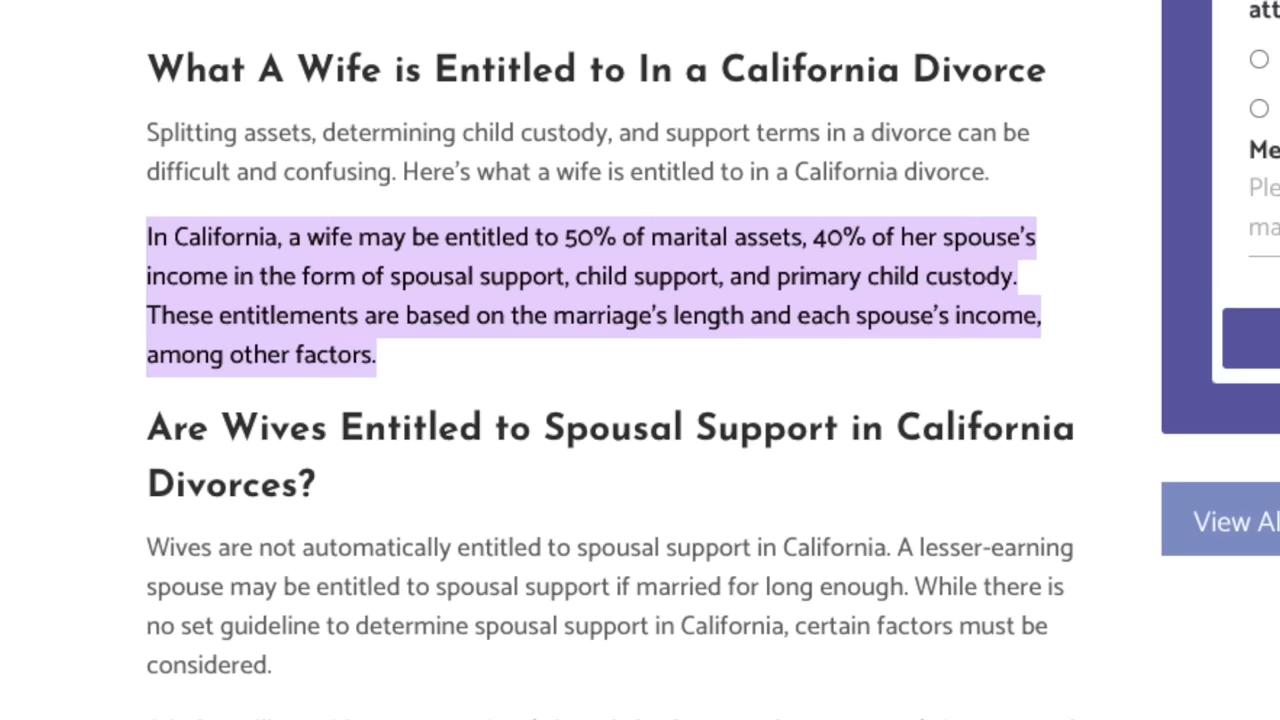 What A Wife is Entitled to In a California Divorce
Splitting assets, determining child custody, and support terms in a divorce can be
difficult and confusing. Here’s what a wife is entitled to in a California divorce.
In California, a wife may be entitled to 50% of marital assets, 40% of her spouse’s
income in the form of spousal support, child support, and primary child custody.
These entitlements are based on the marriage’s length and each spouse’s income,
among other factors.
Are Wives Entitled to Spousal Support in California
Divorces?
Wives are not automatically entitled to spousal support in California. A lesser-earning
spouse may be entitled to spousal support if married for long enough. While there is
no set guideline to determine spousal support in California, certain factors must be
considered.
att
Me
Ple
ma
View Al